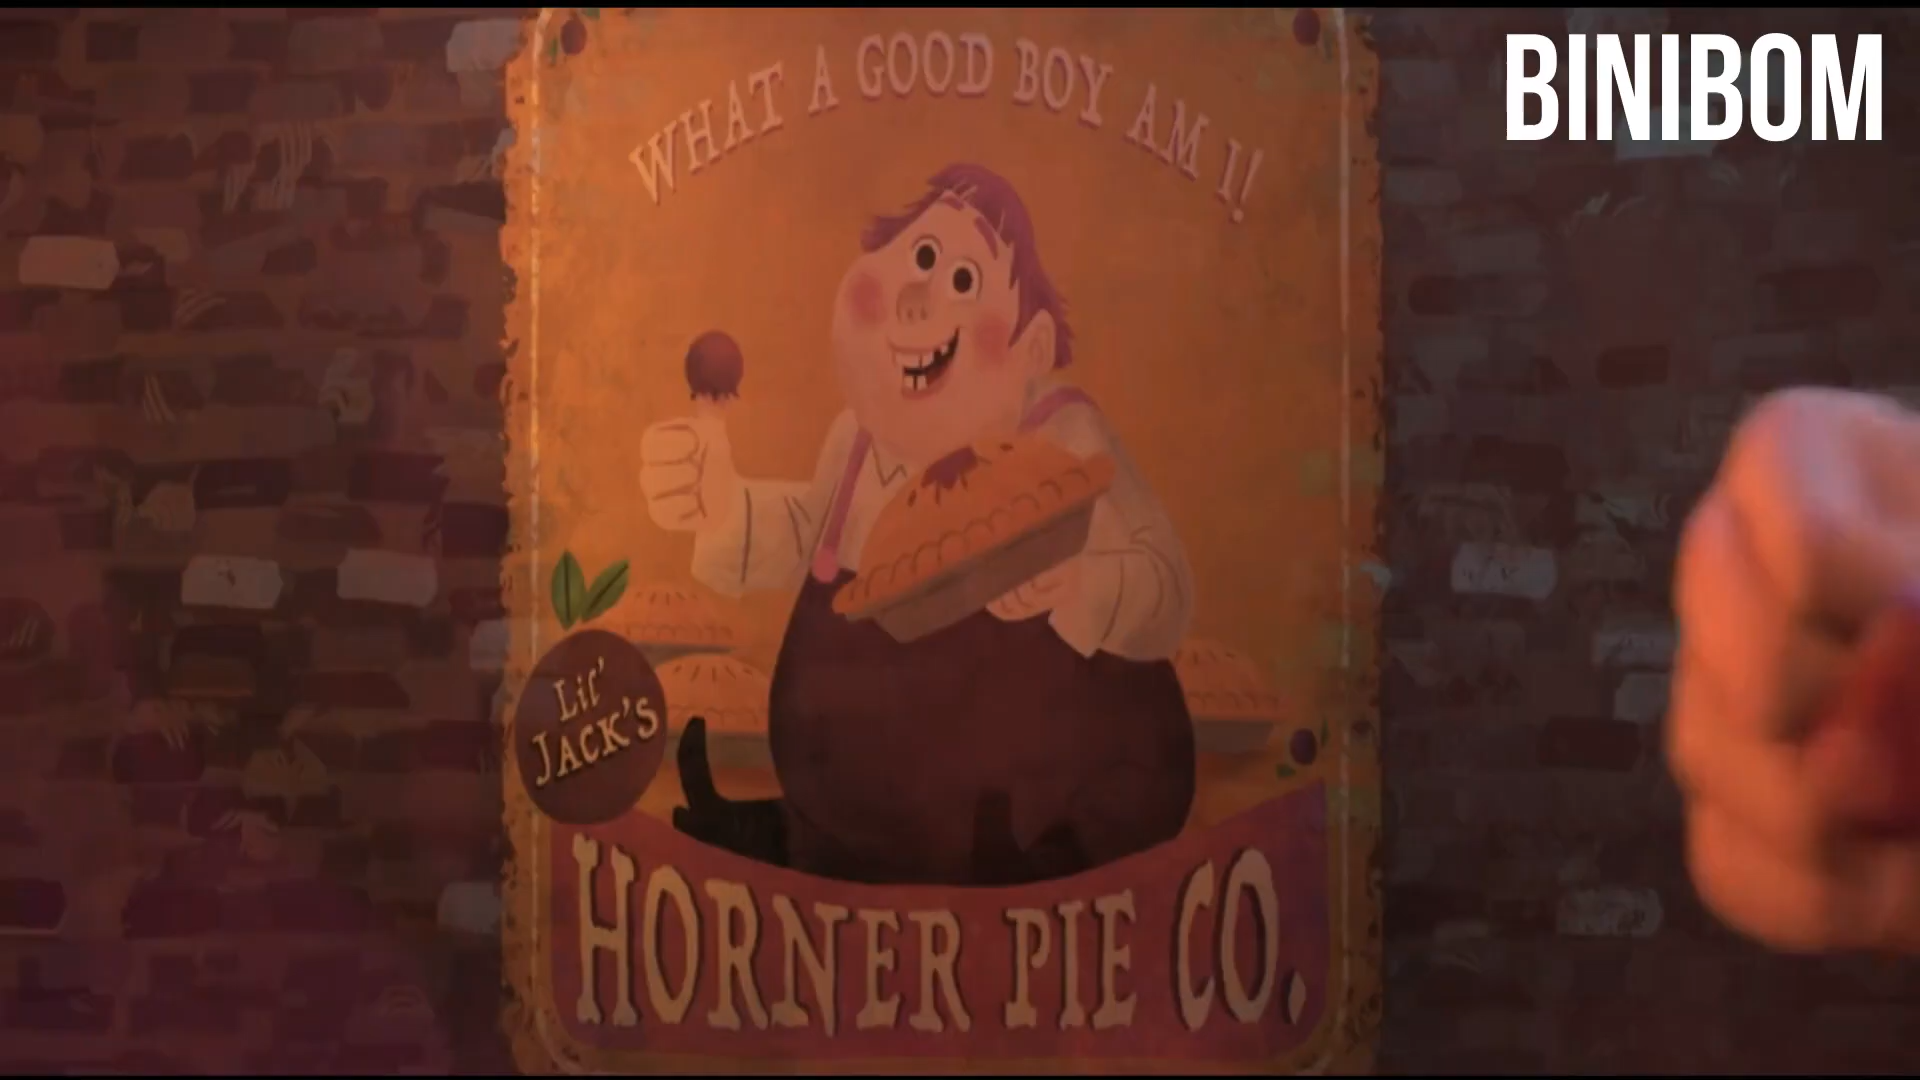 BINIBOM
WHAT A GOOD BOY AM I!
Lil'
JACK'S
HORNER PIE CO.